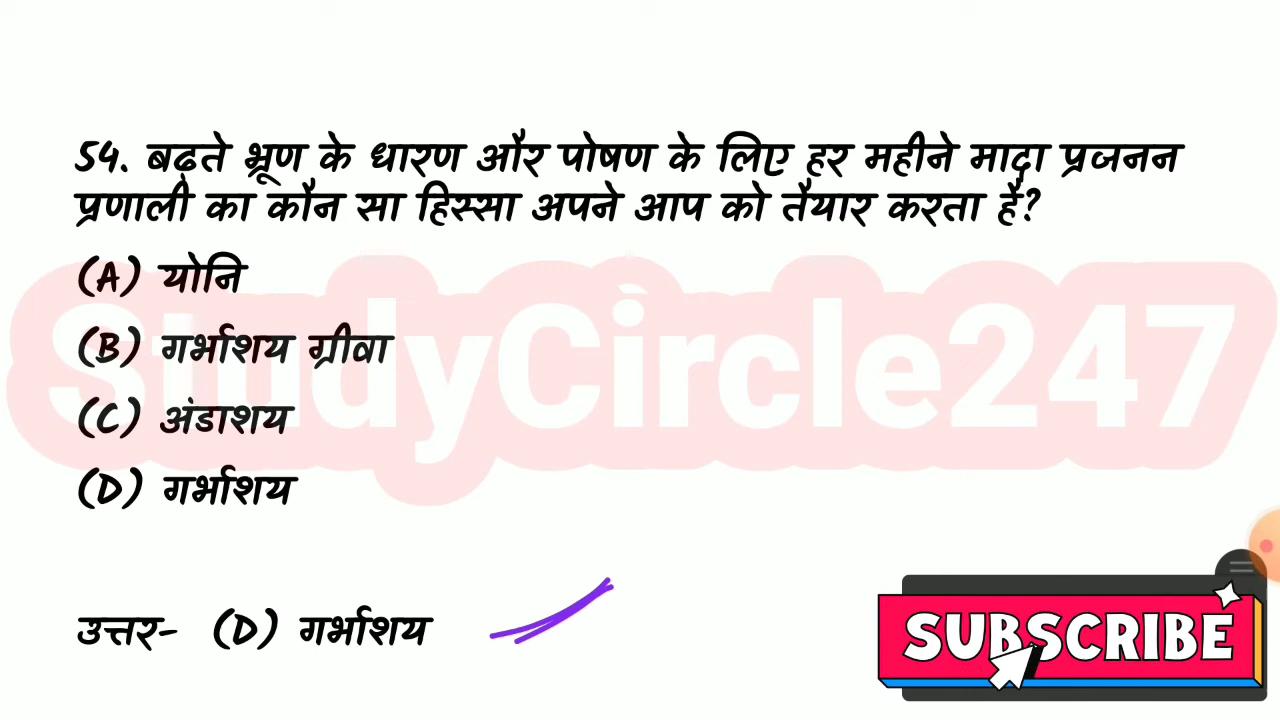 54. बढ़ते भ्रूण के धारण और पोषण के लिए हर महीने मादा प्रजनन
प्रणाली का कौन सा हिस्सा अपने आप को तैयार करता है?
(A) योनि
(B) गर्भाशय ग्रीवा
(C) अंडाशय
(D) गर्भाशय
StudyCircle247
उत्तर- (D) गर्भाशय
SUBSCRIBE